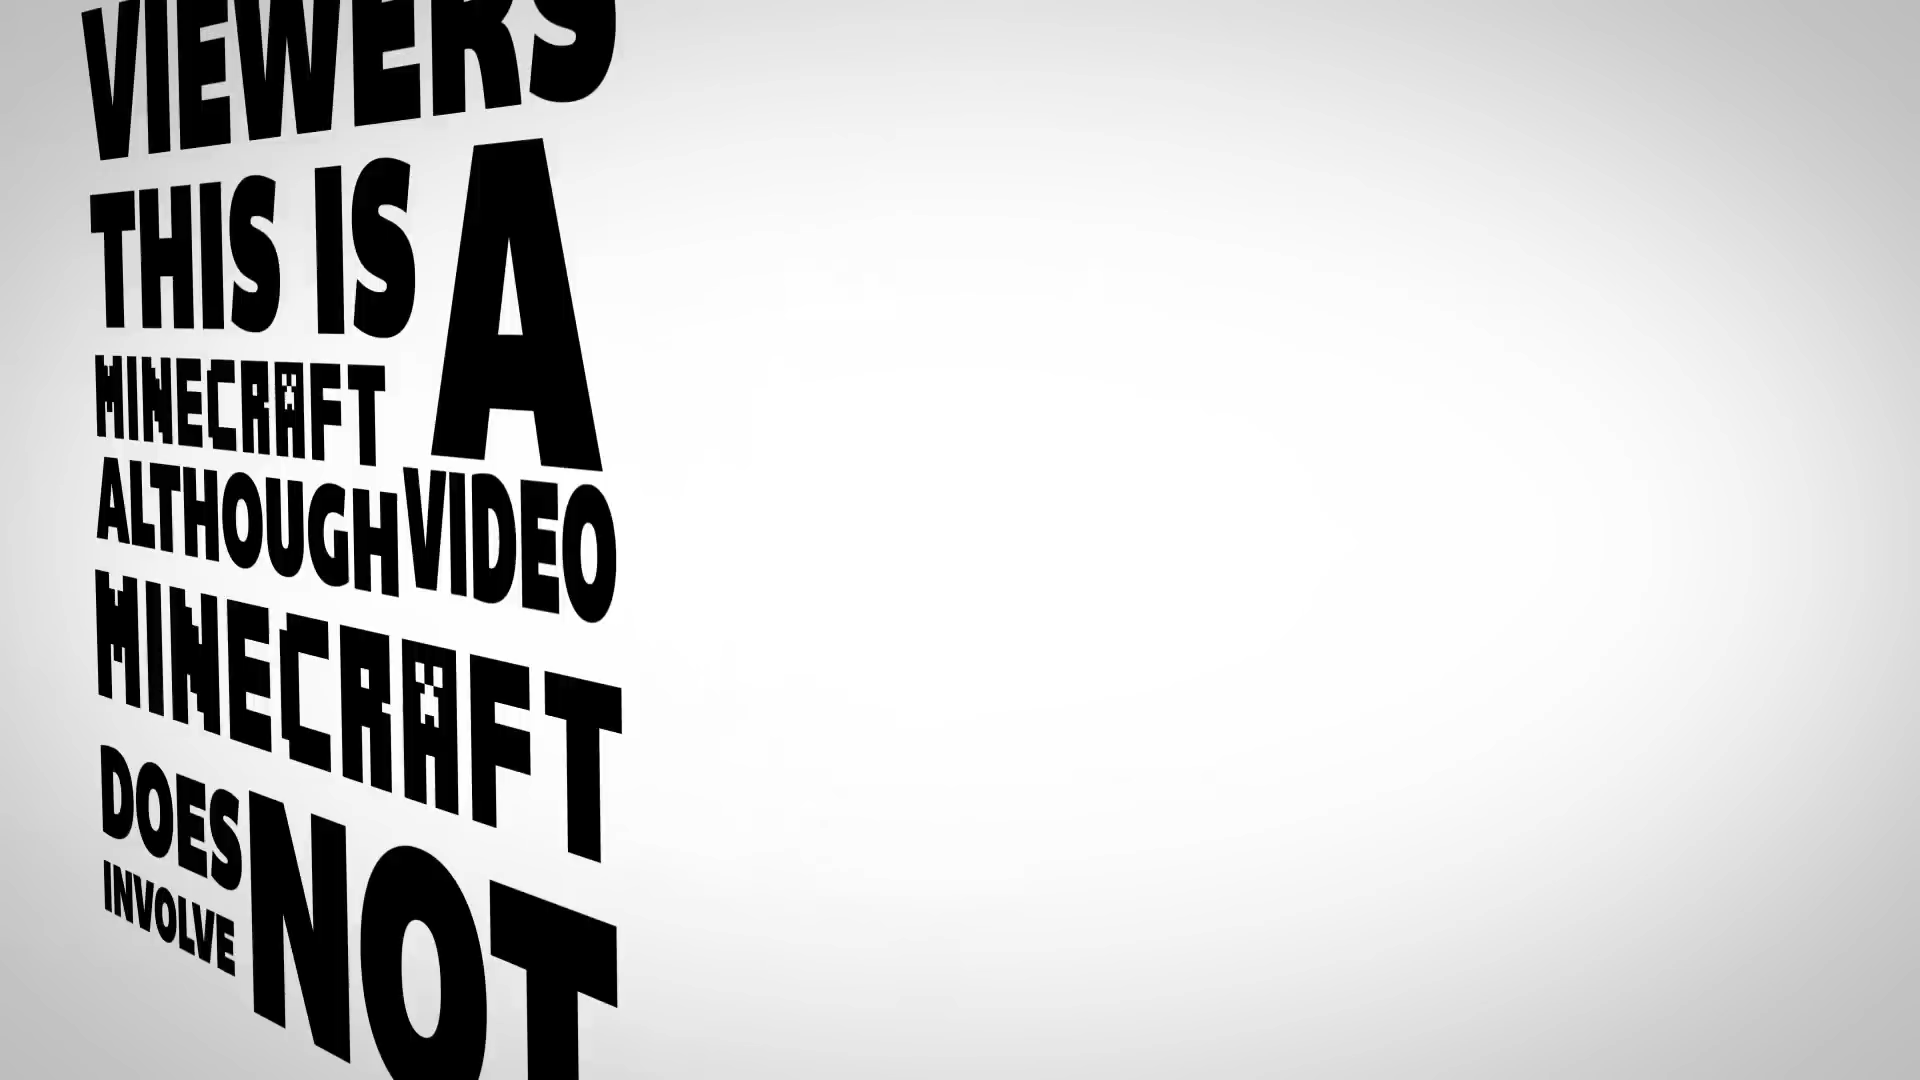 VIEWERS
THIS IS A
MINECRAFT
ALTHOUGH VIDEO
MINECRAFT
DOES NOT
INVOLVE